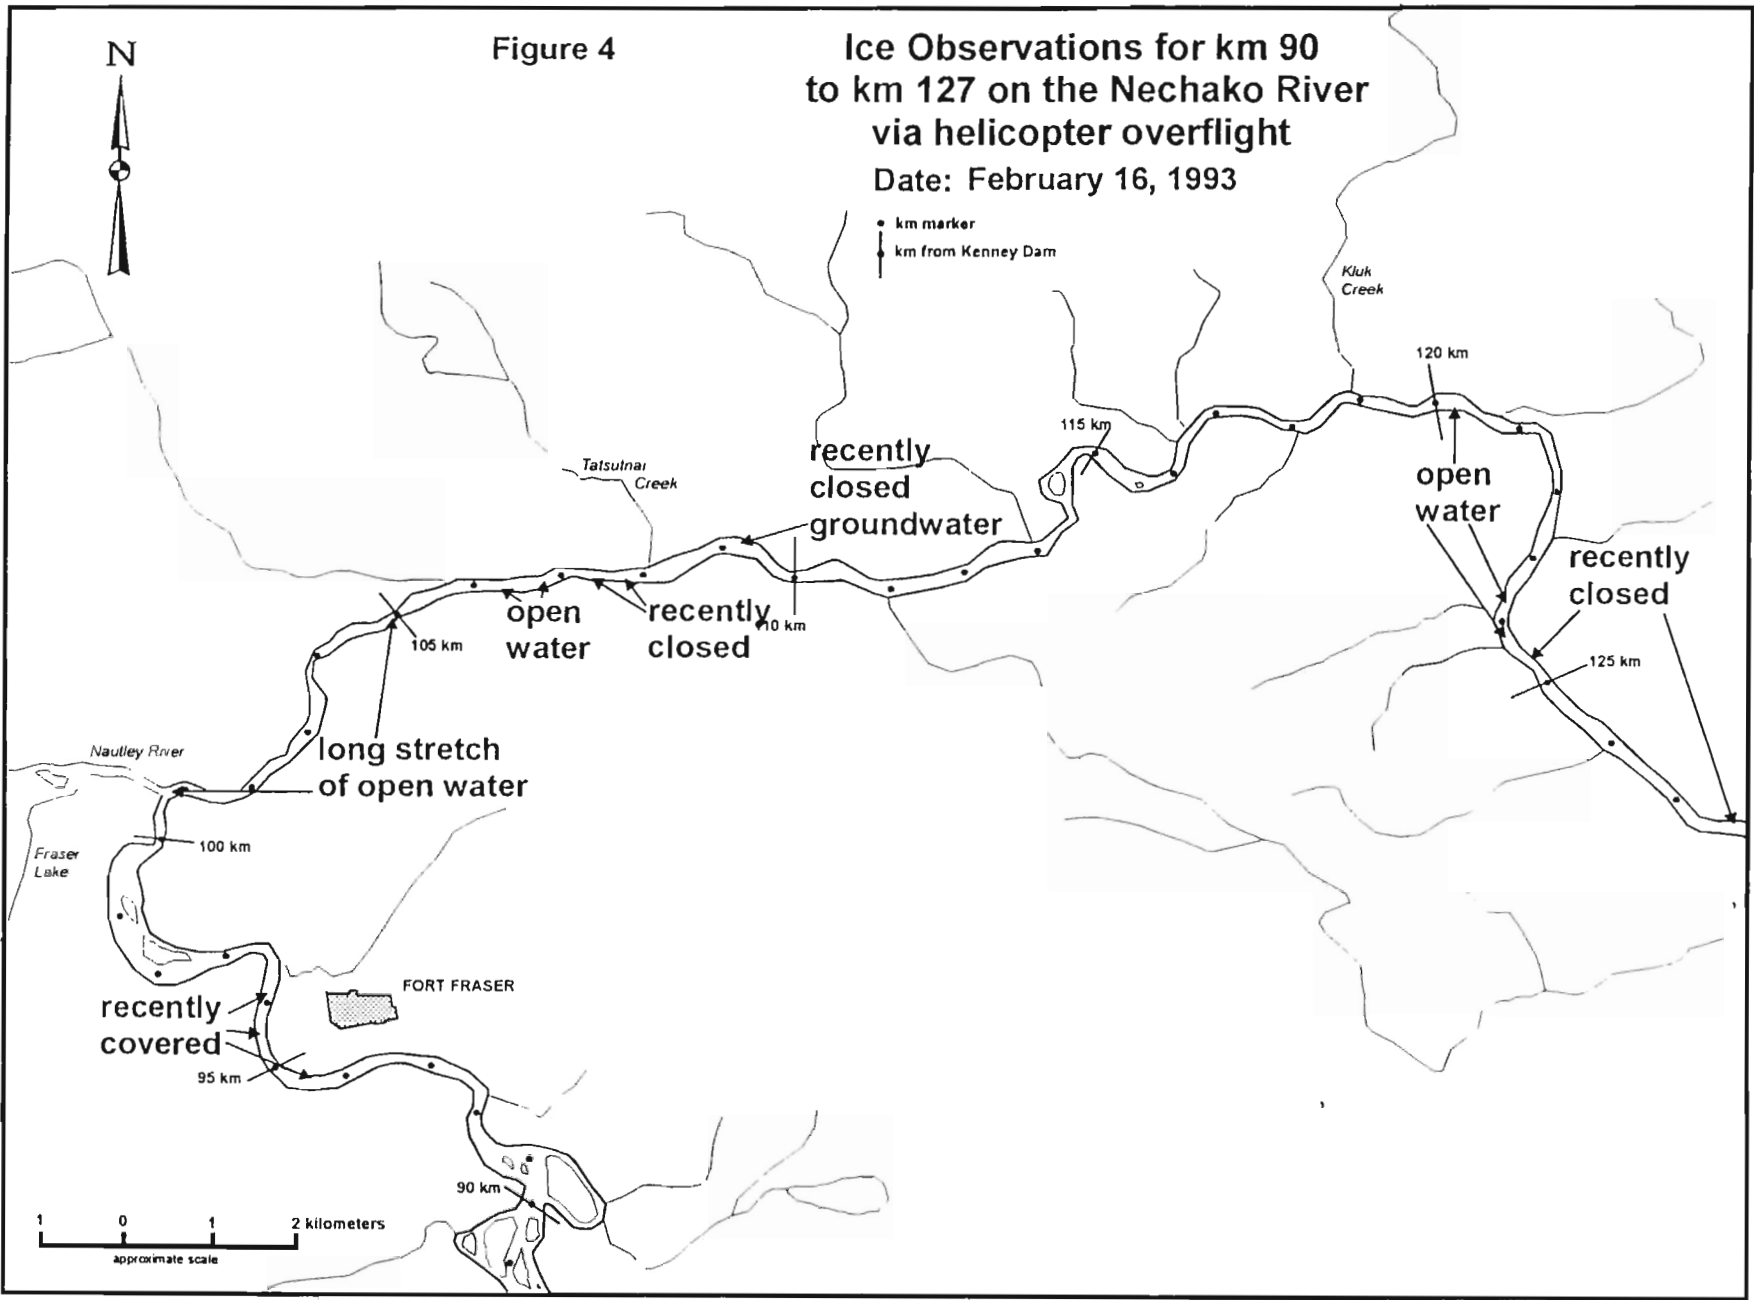 N
Figure 4
Ice Observations for km 90
to km 127 on the Nechako River
via helicopter overflight
Date: February 16, 1993
km marker
km from Kenney Dam
Kluk
Creek
120 km
115 km
recently
closed
groundwater
Tatsutnai
Creek
open
water
recently
closed
open
water
recently
closed
10 km
105 km
125 km
long stretch
of open water
Nautley River
100 km
Fraser
Lake
FORT FRASER
recently
covered
95 km
90 km
1 0 1 2 kilometers
approximate scale